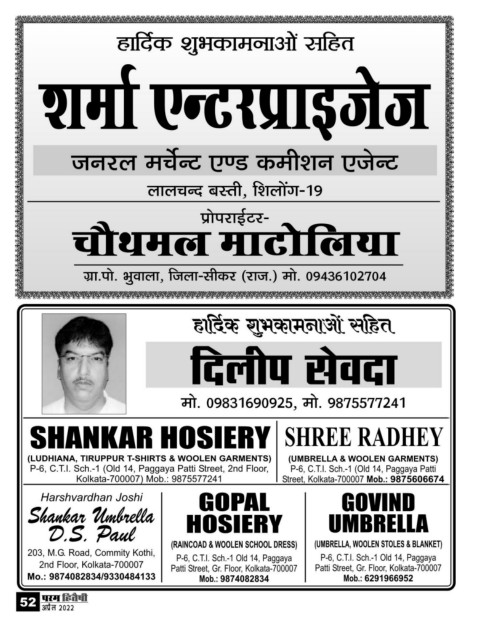 हार्दिक शुभकामनाओं सहित
शर्मा एन्टरप्राइजेज
जनरल मर्चेन्ट एण्ड कमीशन एजेन्ट
लालचन्द बस्ती, शिलोंग-19
प्रोपराईटर-
चौथमल माटोलिया
ग्रा.पो. भुवाला, जिला-सीकर (राज.) मो. 09436102704
हार्दिक शुभकामनाओं सहित
दिलीप सेवदा
मो. 09831690925, मो. 9875577241
SHANKAR HOSIERY
(LUDHIANA, TIRUPPUR T-SHIRTS & WOOLEN GARMENTS)
P-6, C.T.I. Sch.-1 (Old 14, Paggaya Patti Street, 2nd Floor,
Kolkata-700007) Mob.: 9875577241
SHREE RADHEY
(UMBRELLA & WOOLEN GARMENTS)
P-6, C.T.I. Sch.-1 (Old 14, Paggaya Patti
Street, Kolkata-700007 Mob.: 9875606674
Harshvardhan Joshi
Shankar Umbrella
D.S. Paul
203, M.G. Road, Commity Kothi,
2nd Floor, Kolkata-700007
Mo.: 9874082834/9330484133
GOPAL
HOSIERY
(RAINCOAD & WOOLEN SCHOOL DRESS)
P-6, C.T.I. Sch.-1 Old 14, Paggaya
Patti Street, Gr. Floor, Kolkata-700007
Mob.: 9874082834
GOVIND
UMBRELLA
(UMBRELLA, WOOLEN STOLES & BLANKET)
P-6, C.T.I. Sch.-1 Old 14, Paggaya
Patti Street, Gr. Floor, Kolkata-700007
Mob.: 6291966952
52 परम हितैषी
अप्रैल 2022